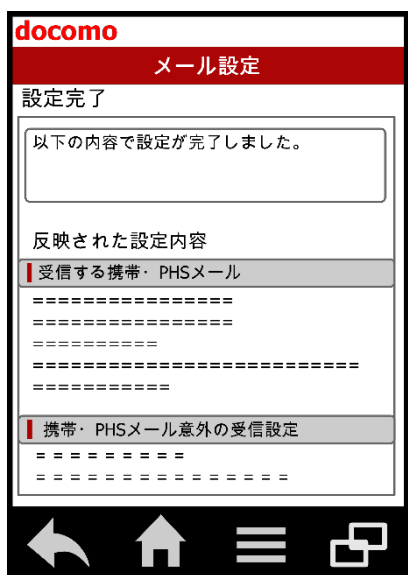 docomo
メール設定
設定完了
以下の内容で設定が完了しました。
反映された設定内容
受信する携帯・PHSメール
================
================
==========
==========================
===========
携帯・PHSメール意外の受信設定
= = = = = = = = =
= = = = = = = = = = = = = = =